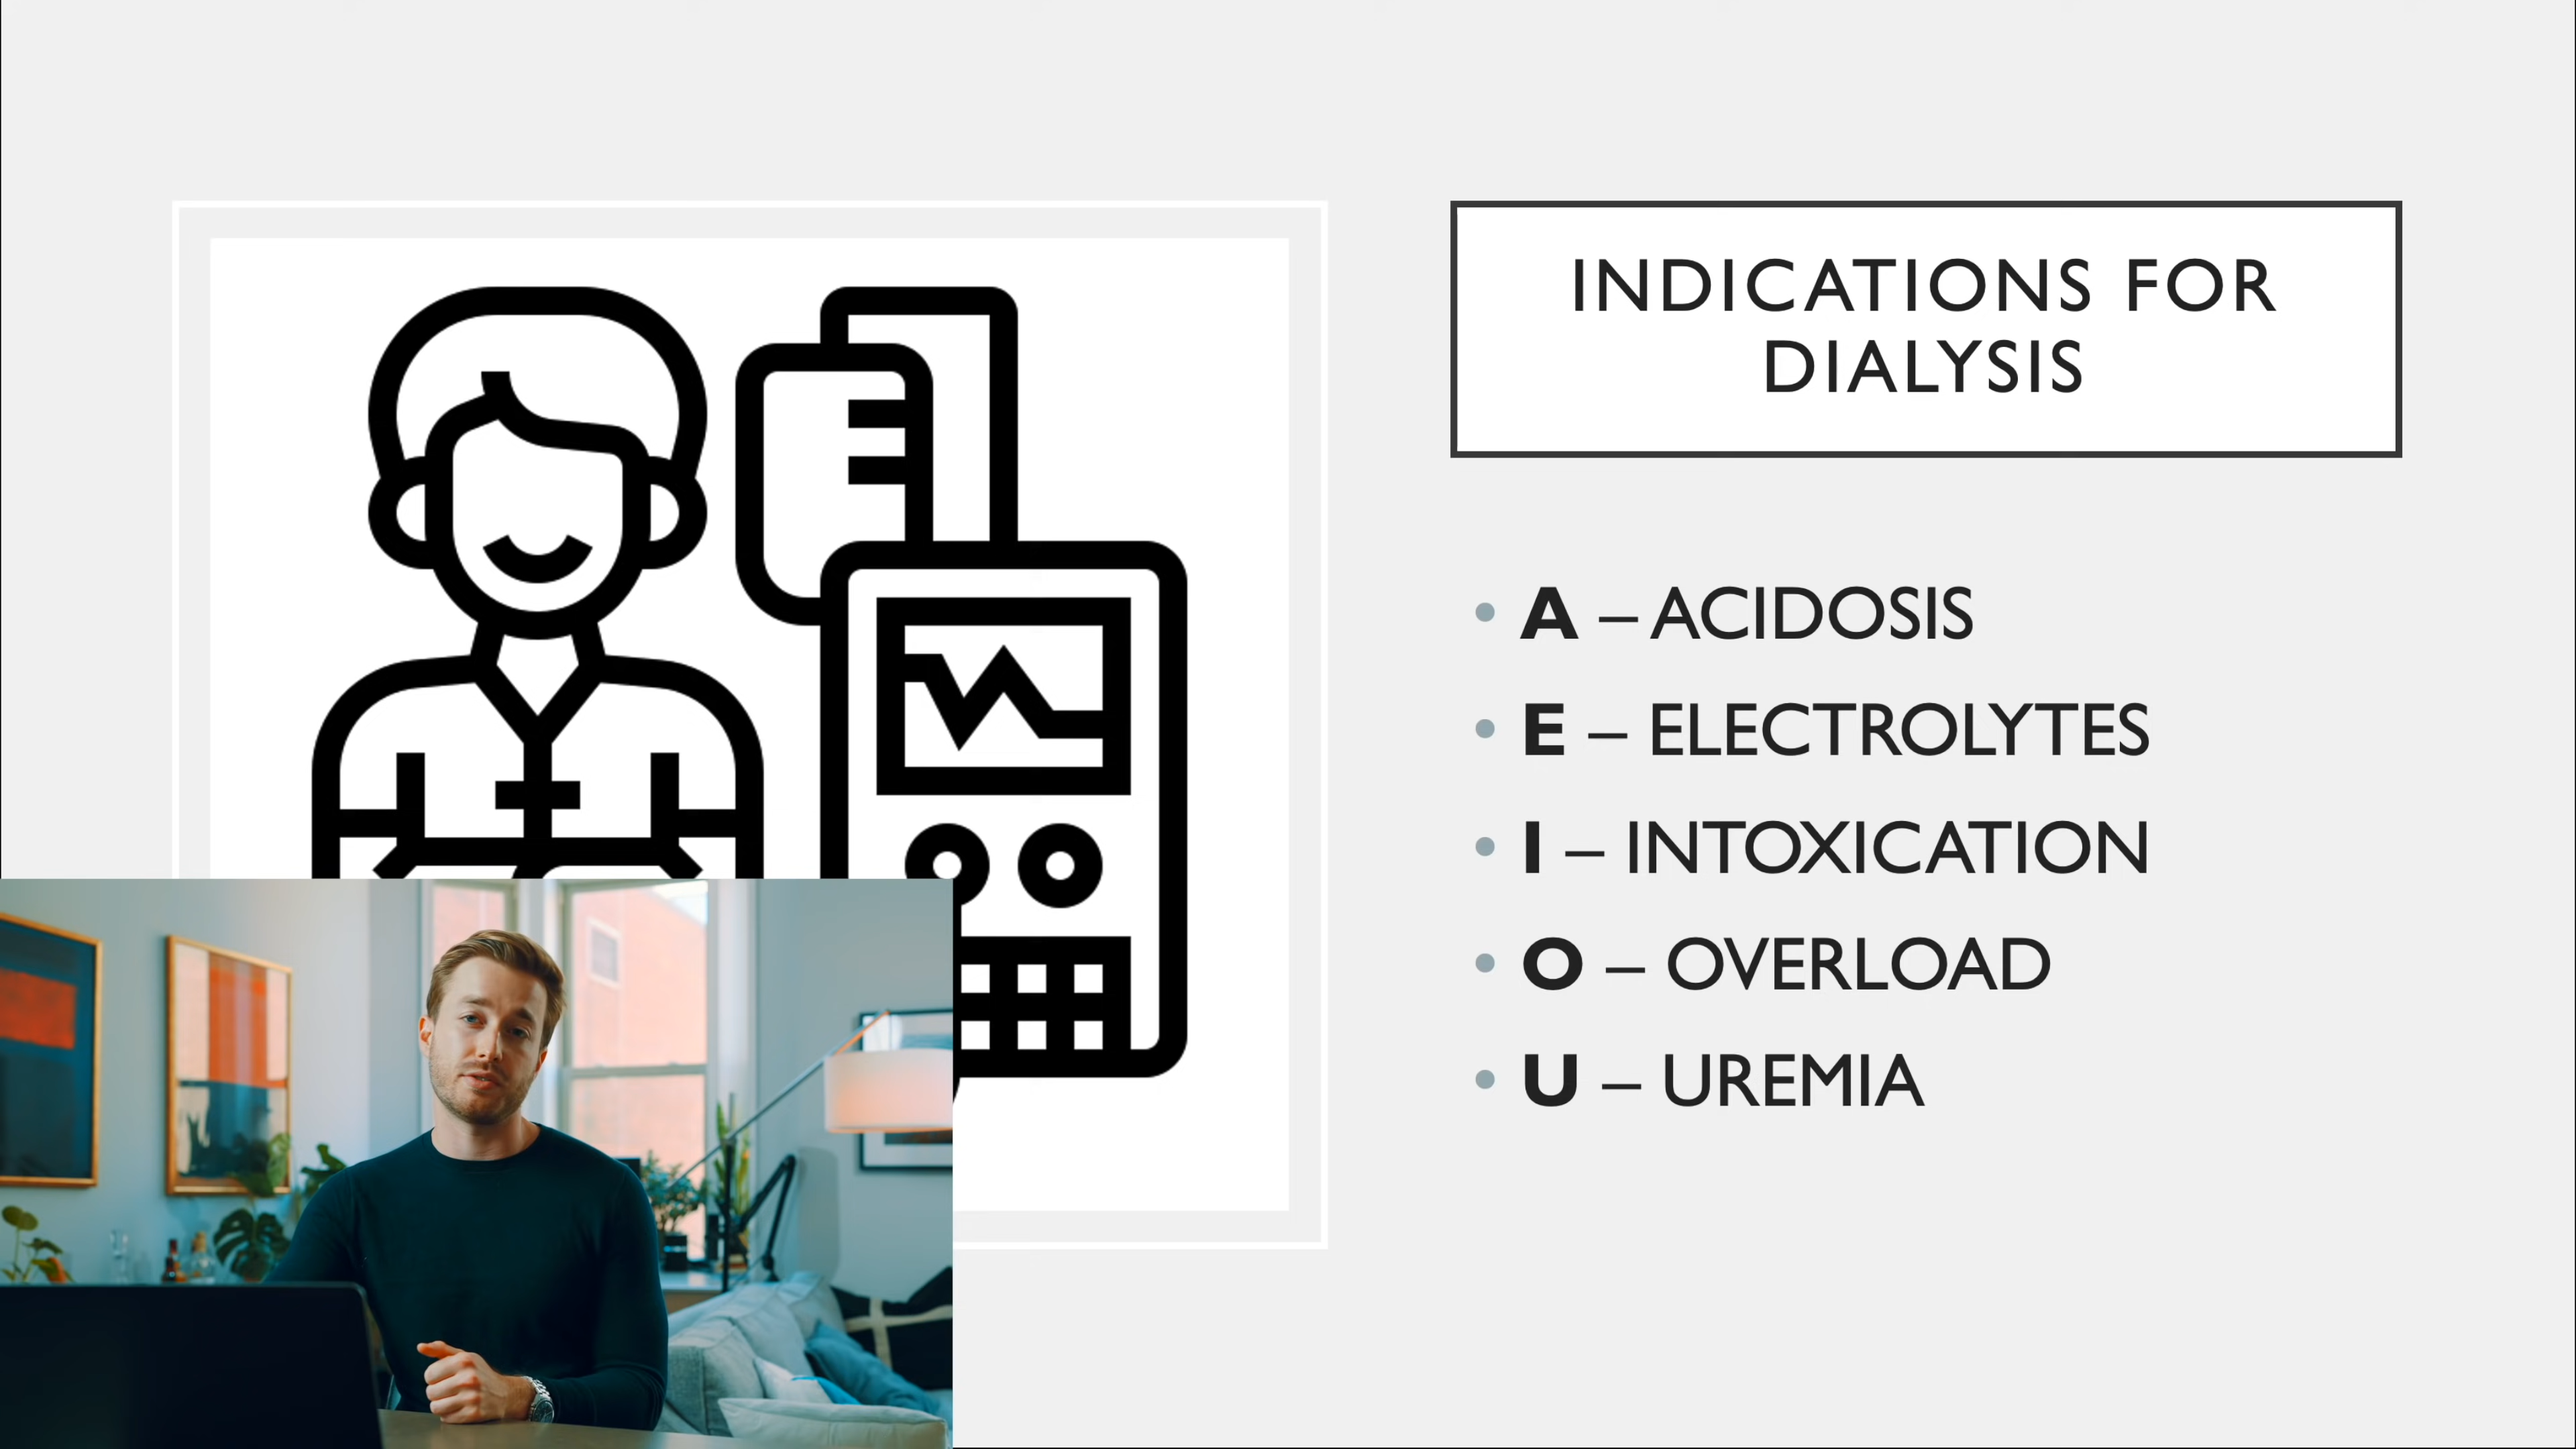 INDICATIONS FOR
DIALYSIS
• A – ACIDOSIS
• E – ELECTROLYTES
• I – INTOXICATION
• O – OVERLOAD
• U – UREMIA